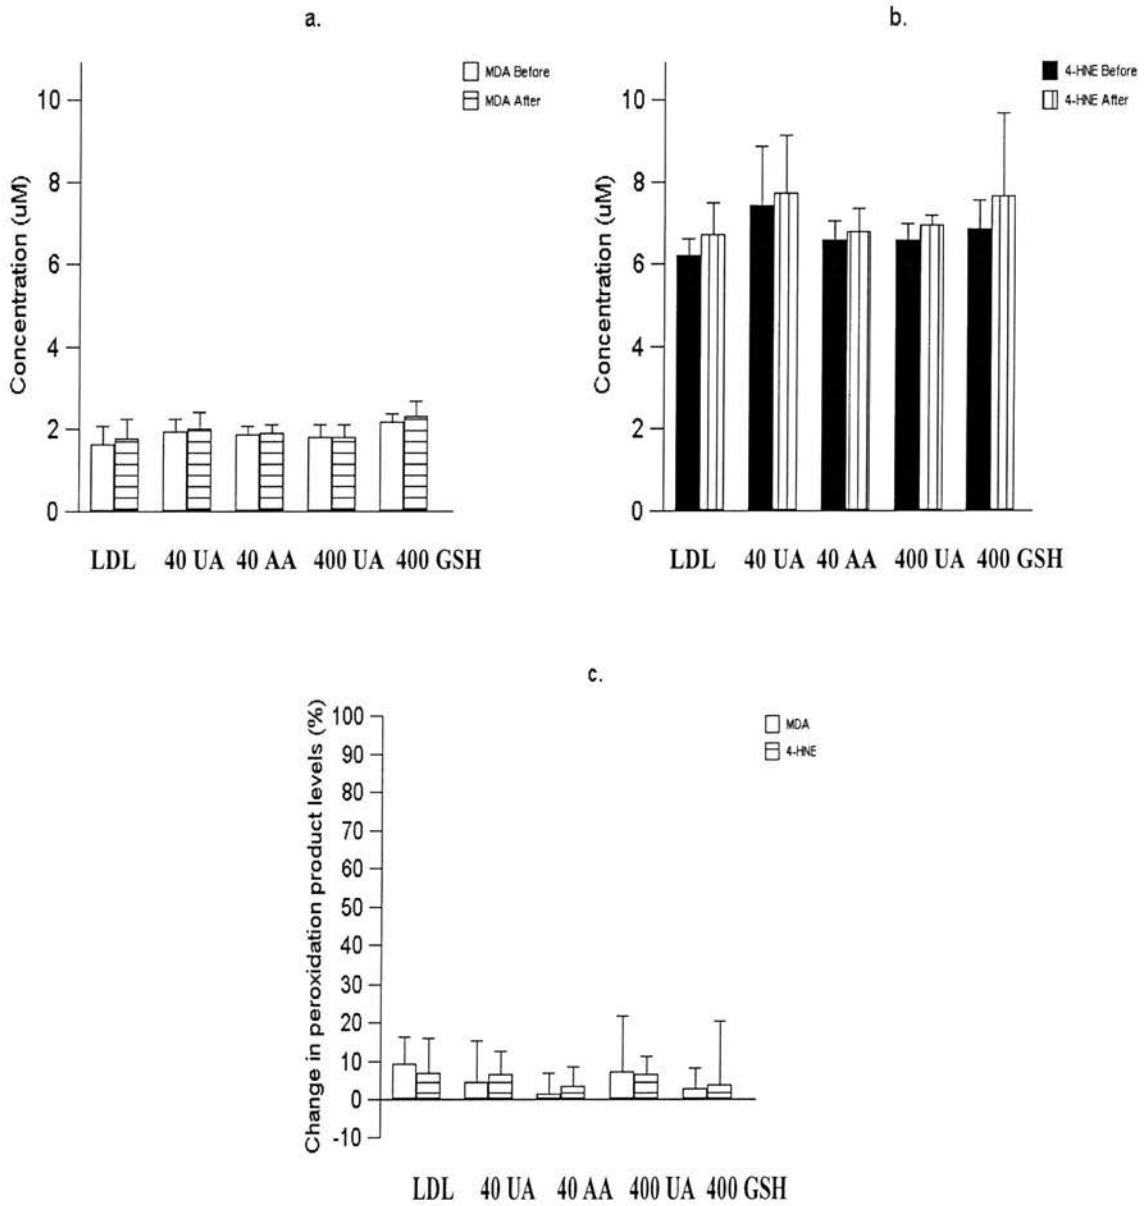 a.
MDA Before
MDA After
Concentration (uM)
10
8
6
4
2
0
LDL 40 UA 40 AA 400 UA 400 GSH
b.
4-HNE Before
4-HNE After
Concentration (uM)
10
8
6
4
2
0
LDL 40 UA 40 AA 400 UA 400 GSH
c.
MDA
4-HNE
Change in peroxidation product levels (%)
100
90
80
70
60
50
40
30
20
10
0
-10
LDL 40 UA 40 AA 400 UA 400 GSH